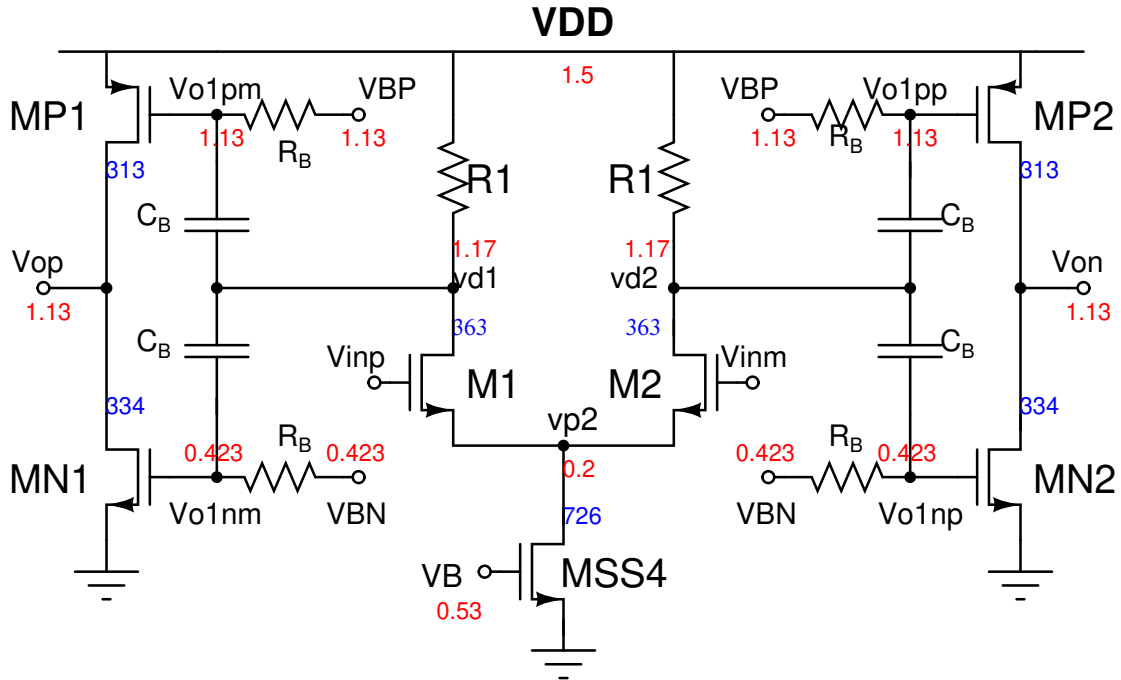 VDD
1.5
Vo1pm
VBP
VBP
Vo1pp
MP1
MP2
1.13
1.13
1.13
1.13
RB
RB
313
313
R1
R1
CB
CB
1.17
1.17
Vop
vd1
vd2
Von
1.13
1.13
363
363
CB
CB
Vinp
Vinm
M1
M2
334
334
vp2
RB
RB
0.423
0.423
0.423
0.423
0.2
MN1
MN2
Vo1nm
VBN
726
VBN
Vo1np
VB
MSS4
0.53